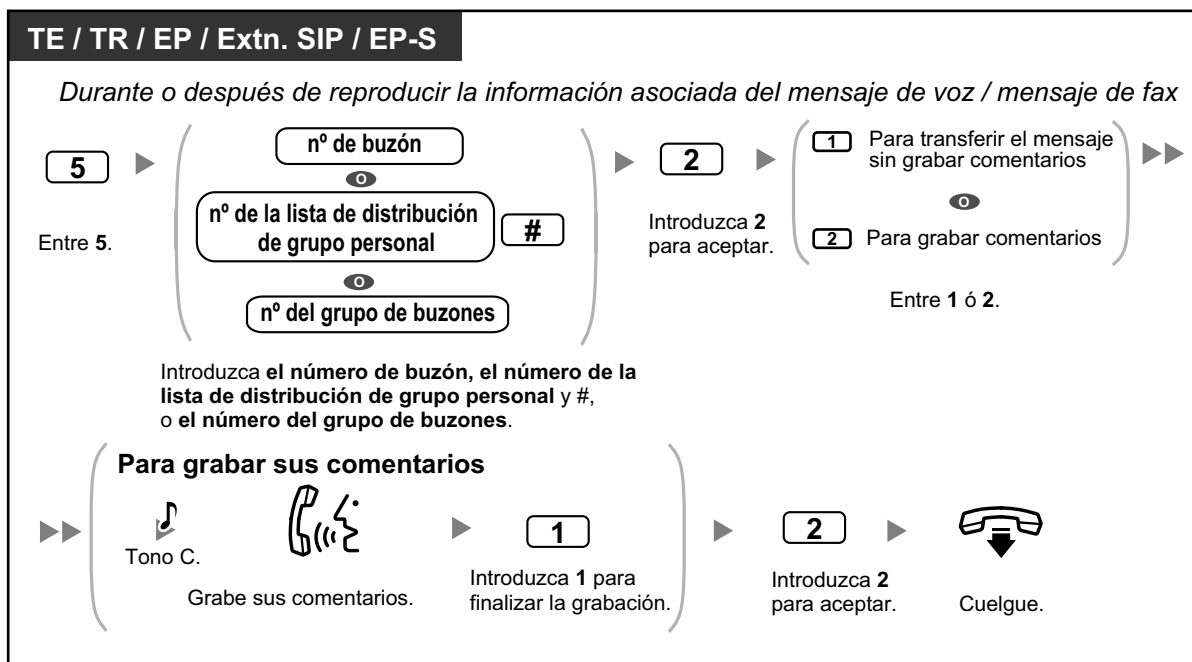 TE / TR / EP / Extn. SIP / EP-S
Durante o después de reproducir la información asociada del mensaje de voz / mensaje de fax
5
Entre 5.
nº de buzón
O
nº de la lista de distribución
de grupo personal
#
O
nº del grupo de buzones
Introduzca el número de buzón, el número de la
lista de distribución de grupo personal y #,
o el número del grupo de buzones.
2
Introduzca 2
para aceptar.
1 Para transferir el mensaje
sin grabar comentarios
O
2 Para grabar comentarios
Entre 1 ó 2.
Para grabar sus comentarios
Tono C.
Grabe sus comentarios.
1
Introduzca 1 para
finalizar la grabación.
2
Introduzca 2
para aceptar.
Cuelgue.